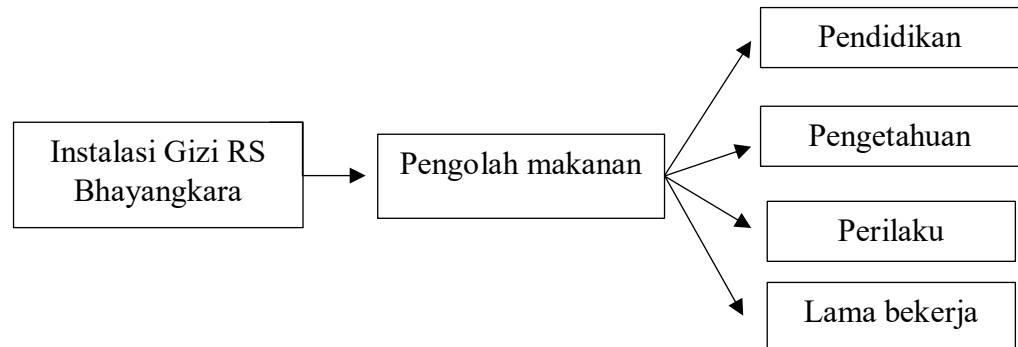 Instalasi Gizi RS
Bhayangkara
Pengolah makanan
Pendidikan
Pengetahuan
Perilaku
Lama bekerja